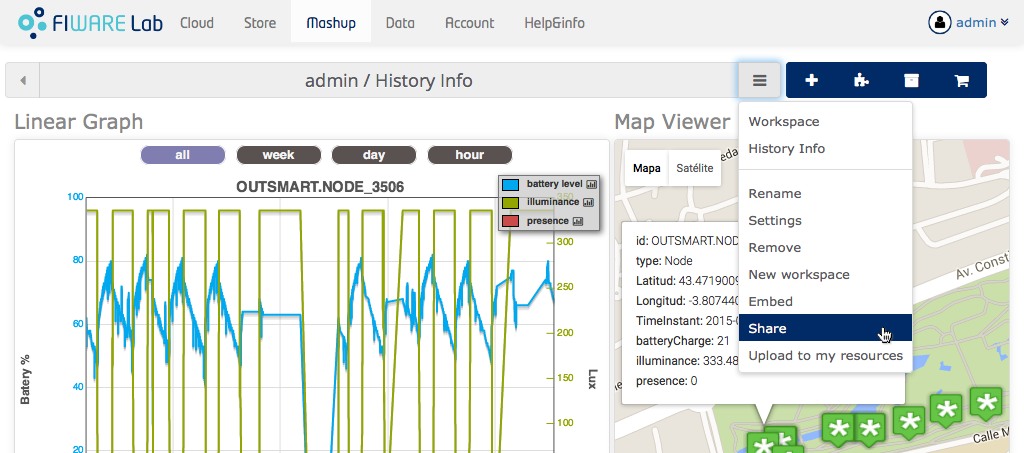 FIWARE Lab
Cloud
Store
Mashup
Data
Account
Help&info
admin
admin / History Info
Linear Graph
all
week
day
hour
OUTSMART.NODE_3506
battery level
illuminance
presence
100
80
60
40
20
Batery %
300
250
200
150
100
Lux
Map Viewer
Mapa
Satélite
id: OUTSMART.NOD
type: Node
Latitud: 43.4719009
Longitud: -3.807440
TimeInstant: 2015-0
batteryCharge: 21
illuminance: 333.48
presence: 0
Av. Const
Calle M
Workspace
History Info
Rename
Settings
Remove
New workspace
Embed
Share
Upload to my resources